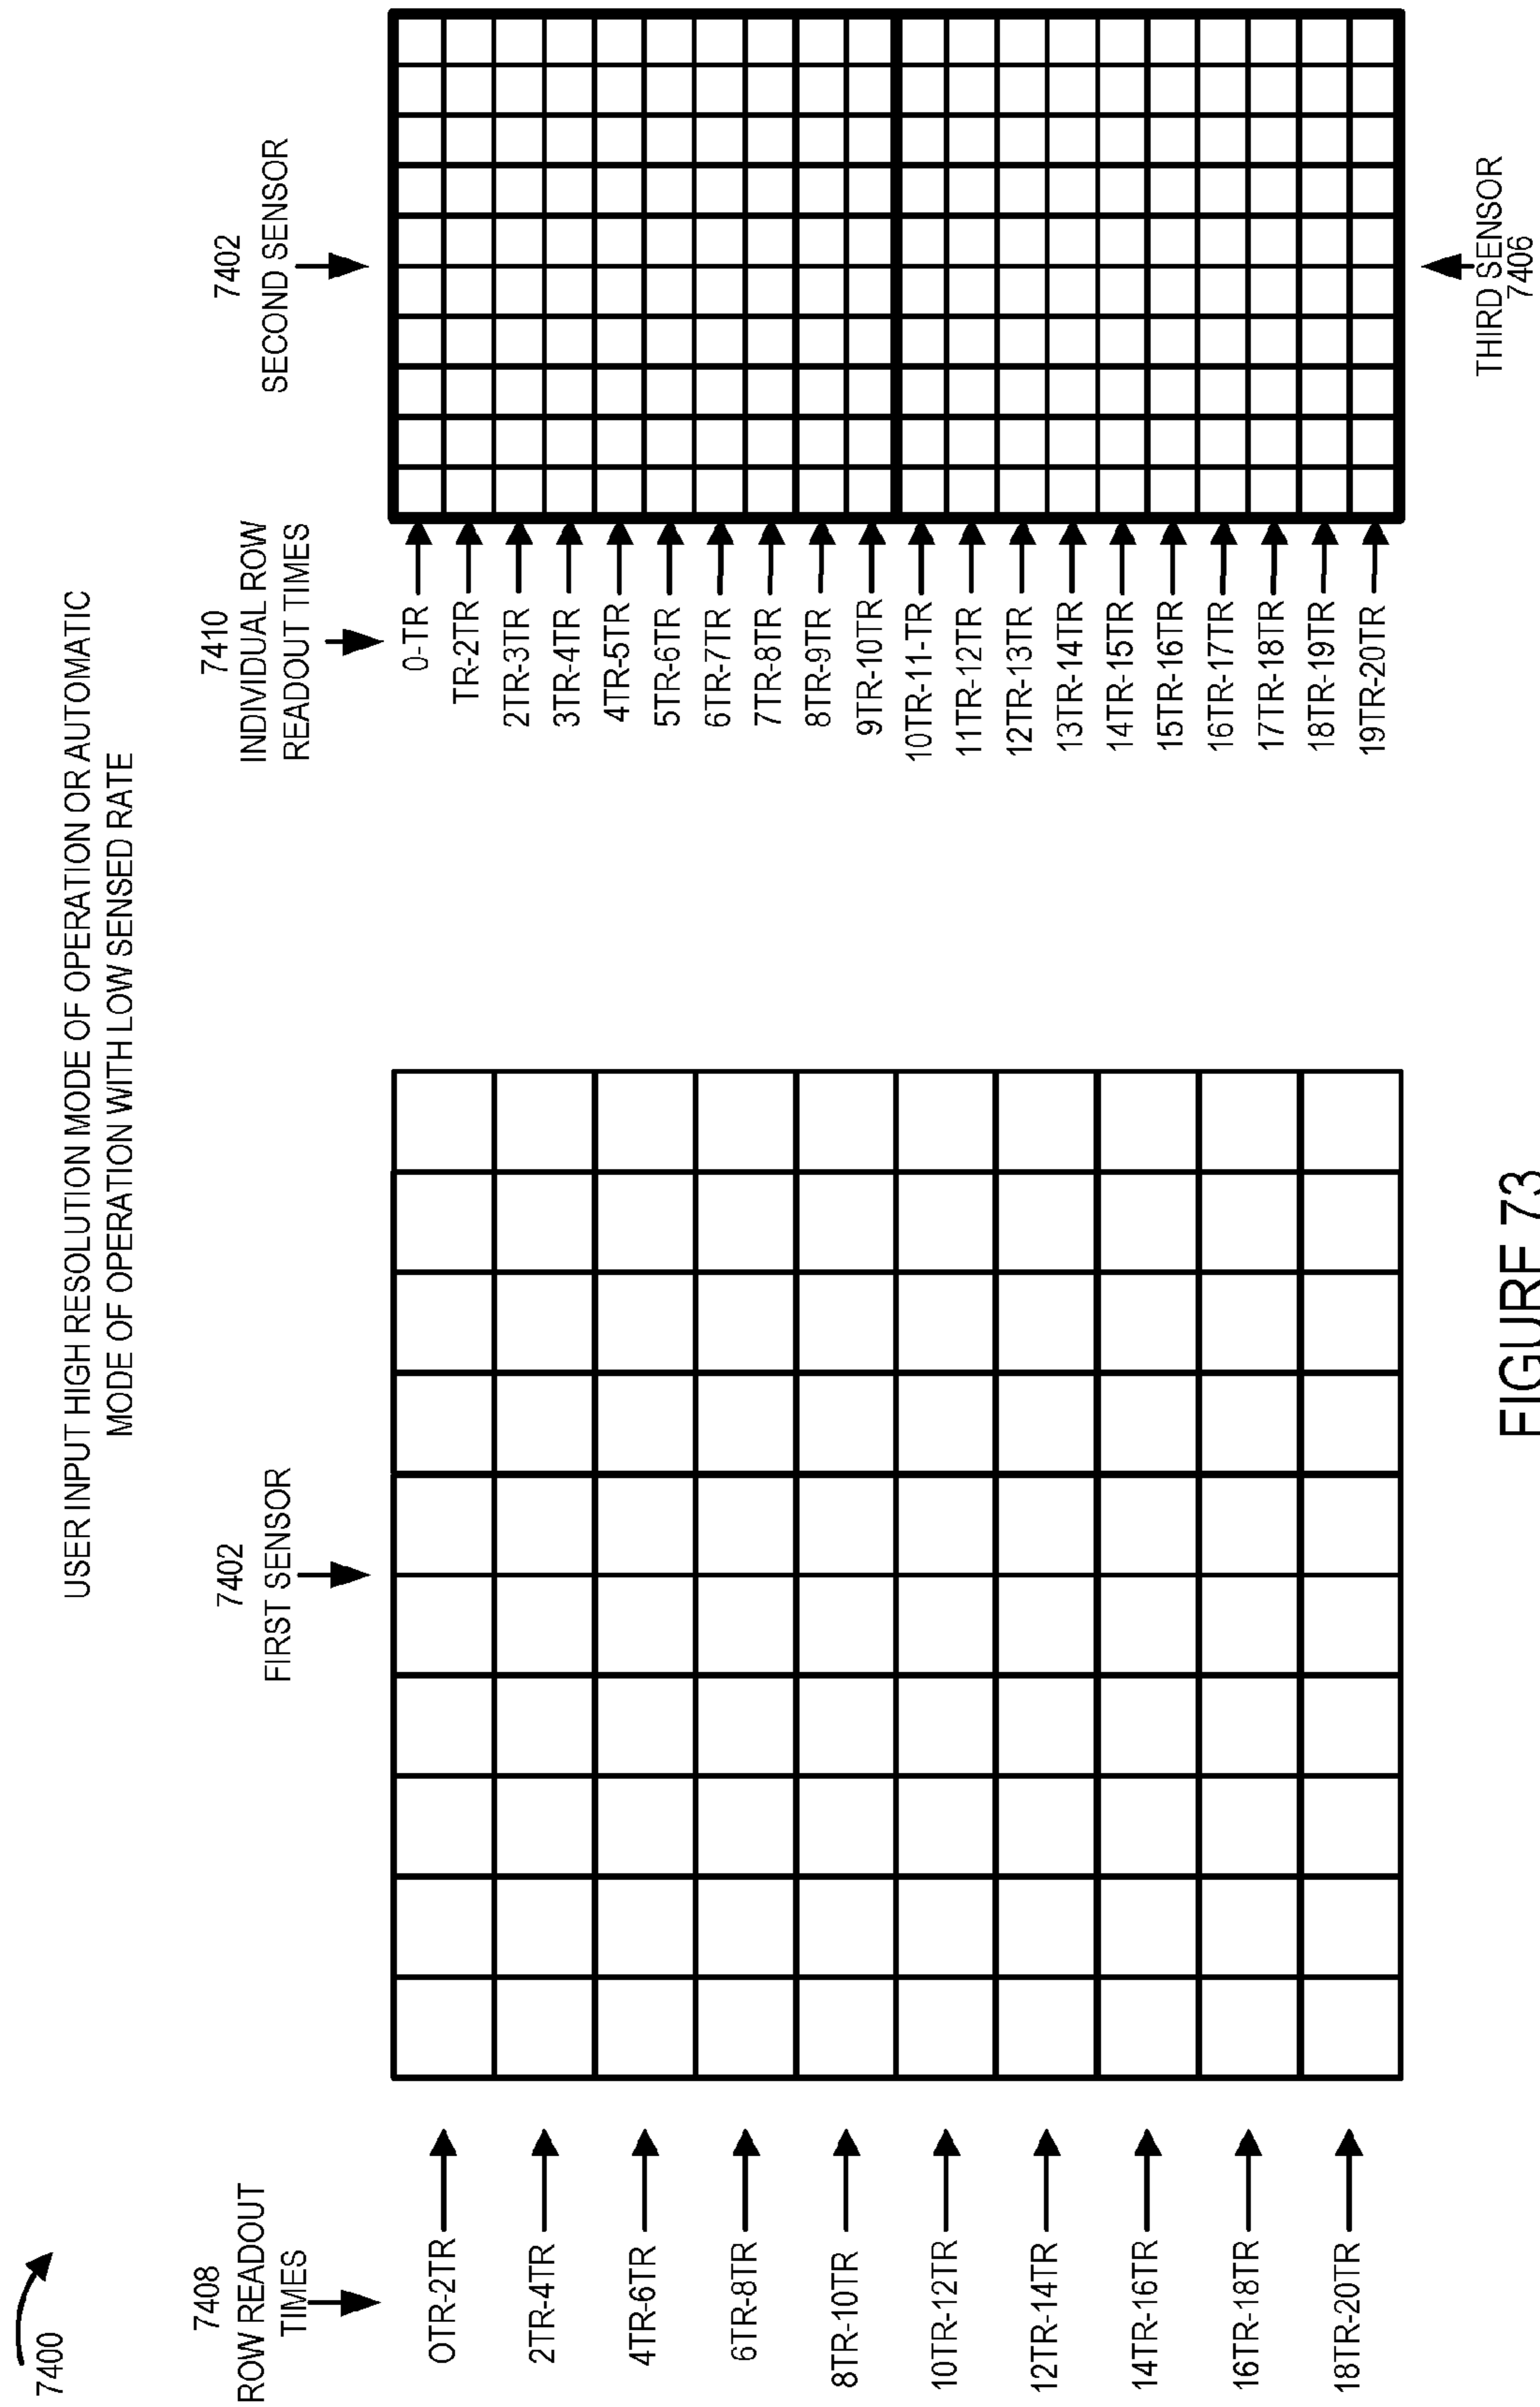 7400
USER INPUT HIGH RESOLUTION MODE OF OPERATION OR AUTOMATIC
MODE OF OPERATION WITH LOW SENSED RATE
7408
ROW READOUT
TIMES
7402
FIRST SENSOR
7410
INDIVIDUAL ROW
READOUT TIMES
7402
SECOND SENSOR
OTR-2TR
2TR-4TR
4TR-6TR
6TR-8TR
8TR-10TR
10TR-12TR
12TR-14TR
14TR-16TR
16TR-18TR
18TR-20TR
0-TR
TR-2TR
2TR-3TR
3TR-4TR
4TR-5TR
5TR-6TR
6TR-7TR
7TR-8TR
8TR-9TR
9TR-10TR
10TR-11-TR
11TR-12TR
12TR-13TR
13TR-14TR
14TR-15TR
15TR-16TR
16TR-17TR
17TR-18TR
18TR-19TR
19TR-20TR
THIRD SENSOR
7406
FIGURE 73